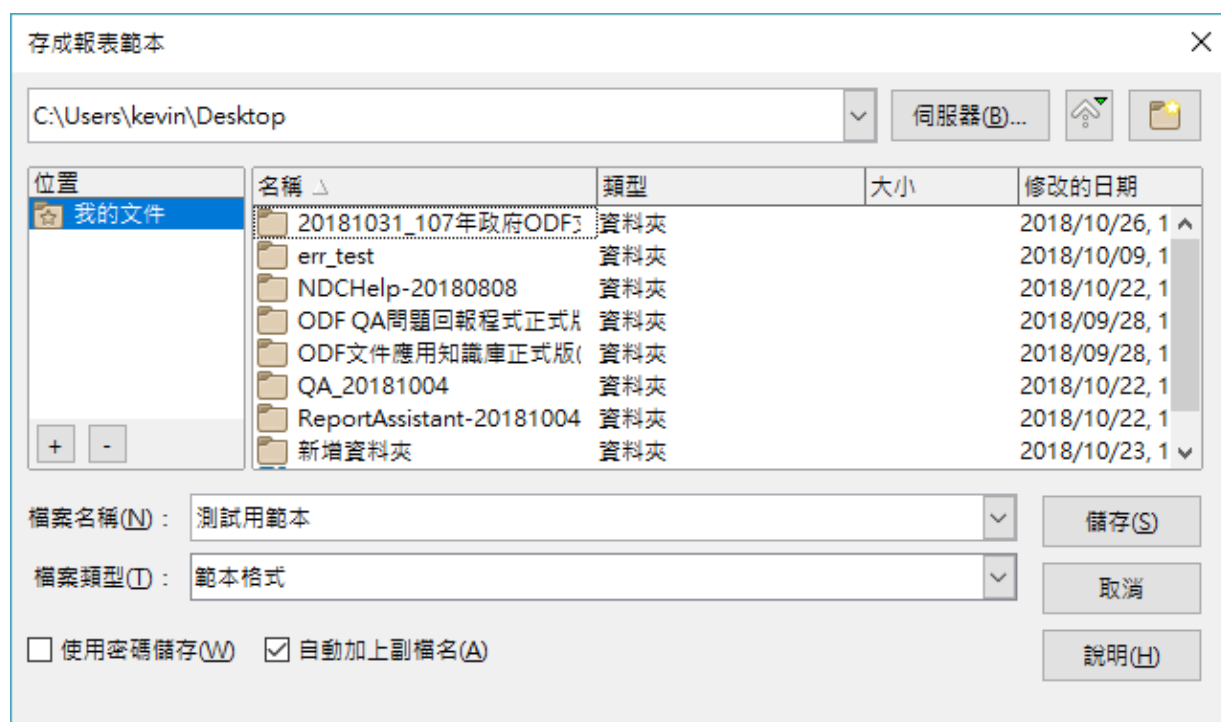 存成報表範本
C:\Users\kevin\Desktop
伺服器(B)...
位置
名稱 類型 大小 修改的日期
我的文件
20181031_107年政府ODF 資料夾 2018/10/26, 1
err_test 資料夾 2018/10/09, 1
NDCHelp-20180808 資料夾 2018/10/22, 1
ODF QA問題回報程式正式 資料夾 2018/09/28, 1
ODF文件應用知識庫正式版( 資料夾 2018/09/28, 1
QA_20181004 資料夾 2018/10/22, 1
ReportAssistant-20181004 資料夾 2018/10/22, 1
新增資料夾 資料夾 2018/10/23, 1
+ -
檔案名稱(N)： 測試用範本 儲存(S)
檔案類型(T)： 範本格式 取消
使用密碼儲存(W) 自動加上副檔名(A) 說明(H)